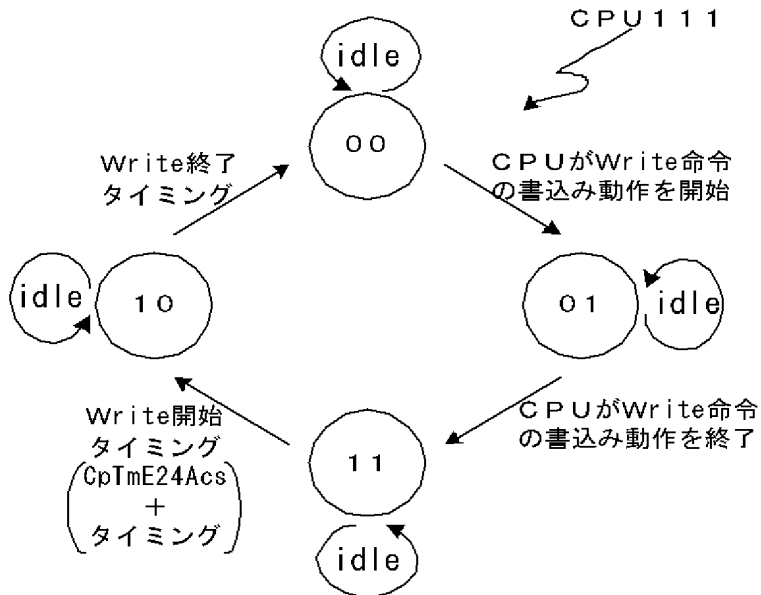 CPU111
idle
00
Write終了
タイミング
CPUがWrite命令
の書込み動作を開始
idle
10
01
idle
Write開始
タイミング
(CpTmE24Acs
+
タイミング)
11
CPUがWrite命令
の書込み動作を終了
idle